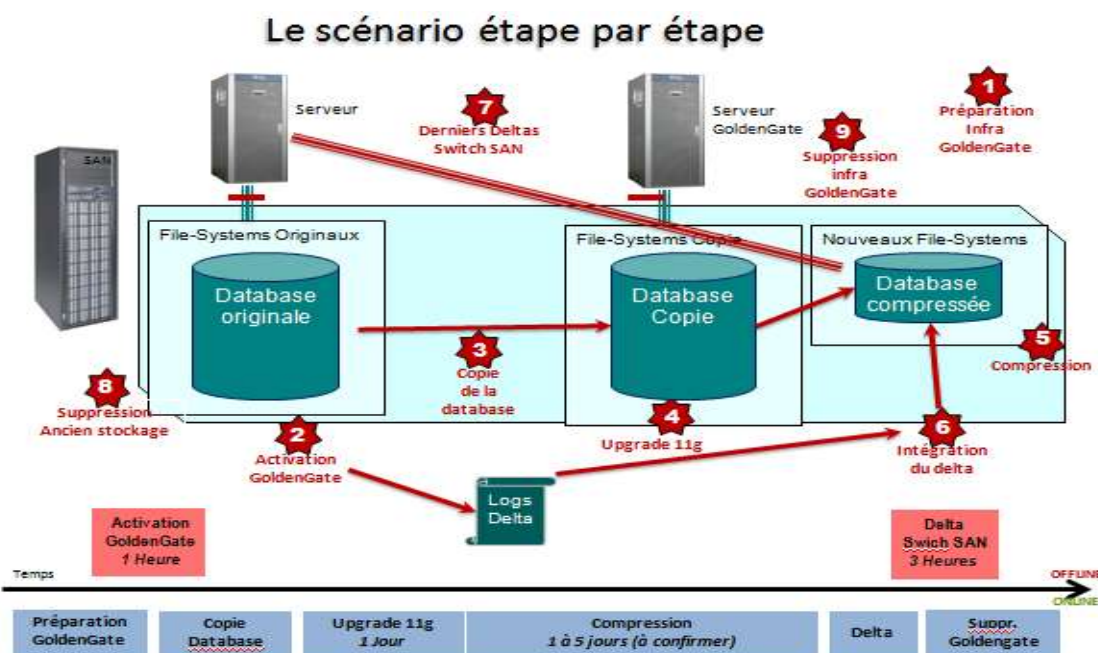 Le scénario étape par étape
Serveur
7
Derniers Deltas
Switch SAN
Serveur
GoldenGate
1
Préparation
Infra
GoldenGate
9
Suppression
infra
GoldenGate
SAN
File-Systems Originaux
File-Systems Copie
Nouveaux File-Systems
Database
originale
Database
Copie
Database
compressée
3
Copie
de la
database
5
Compression
8
Suppression
Ancien stockage
2
Activation
GoldenGate
4
Upgrade 11g
6
Intégration
du delta
Logs
Delta
Activation
GoldenGate
1 Heure
Delta
Swich SAN
3 Heures
Temps
OFFLINE
ONLINE
Préparation
GoldenGate
Copie
Database
Upgrade 11g
1 Jour
Compression
1 à 5 jours (à confirmer)
Delta
Suppr.
Goldengate